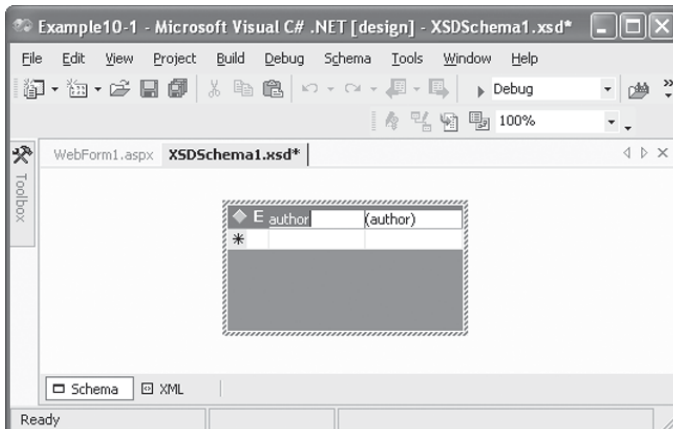 Example10-1 - Microsoft Visual C# .NET [design] - XSDSchema1.xsd*
File Edit View Project Build Debug Schema Tools Window Help
Debug
100%
WebForm1.aspx XSDSchema1.xsd*
Toolbox
E author (author)
Schema XML
Ready